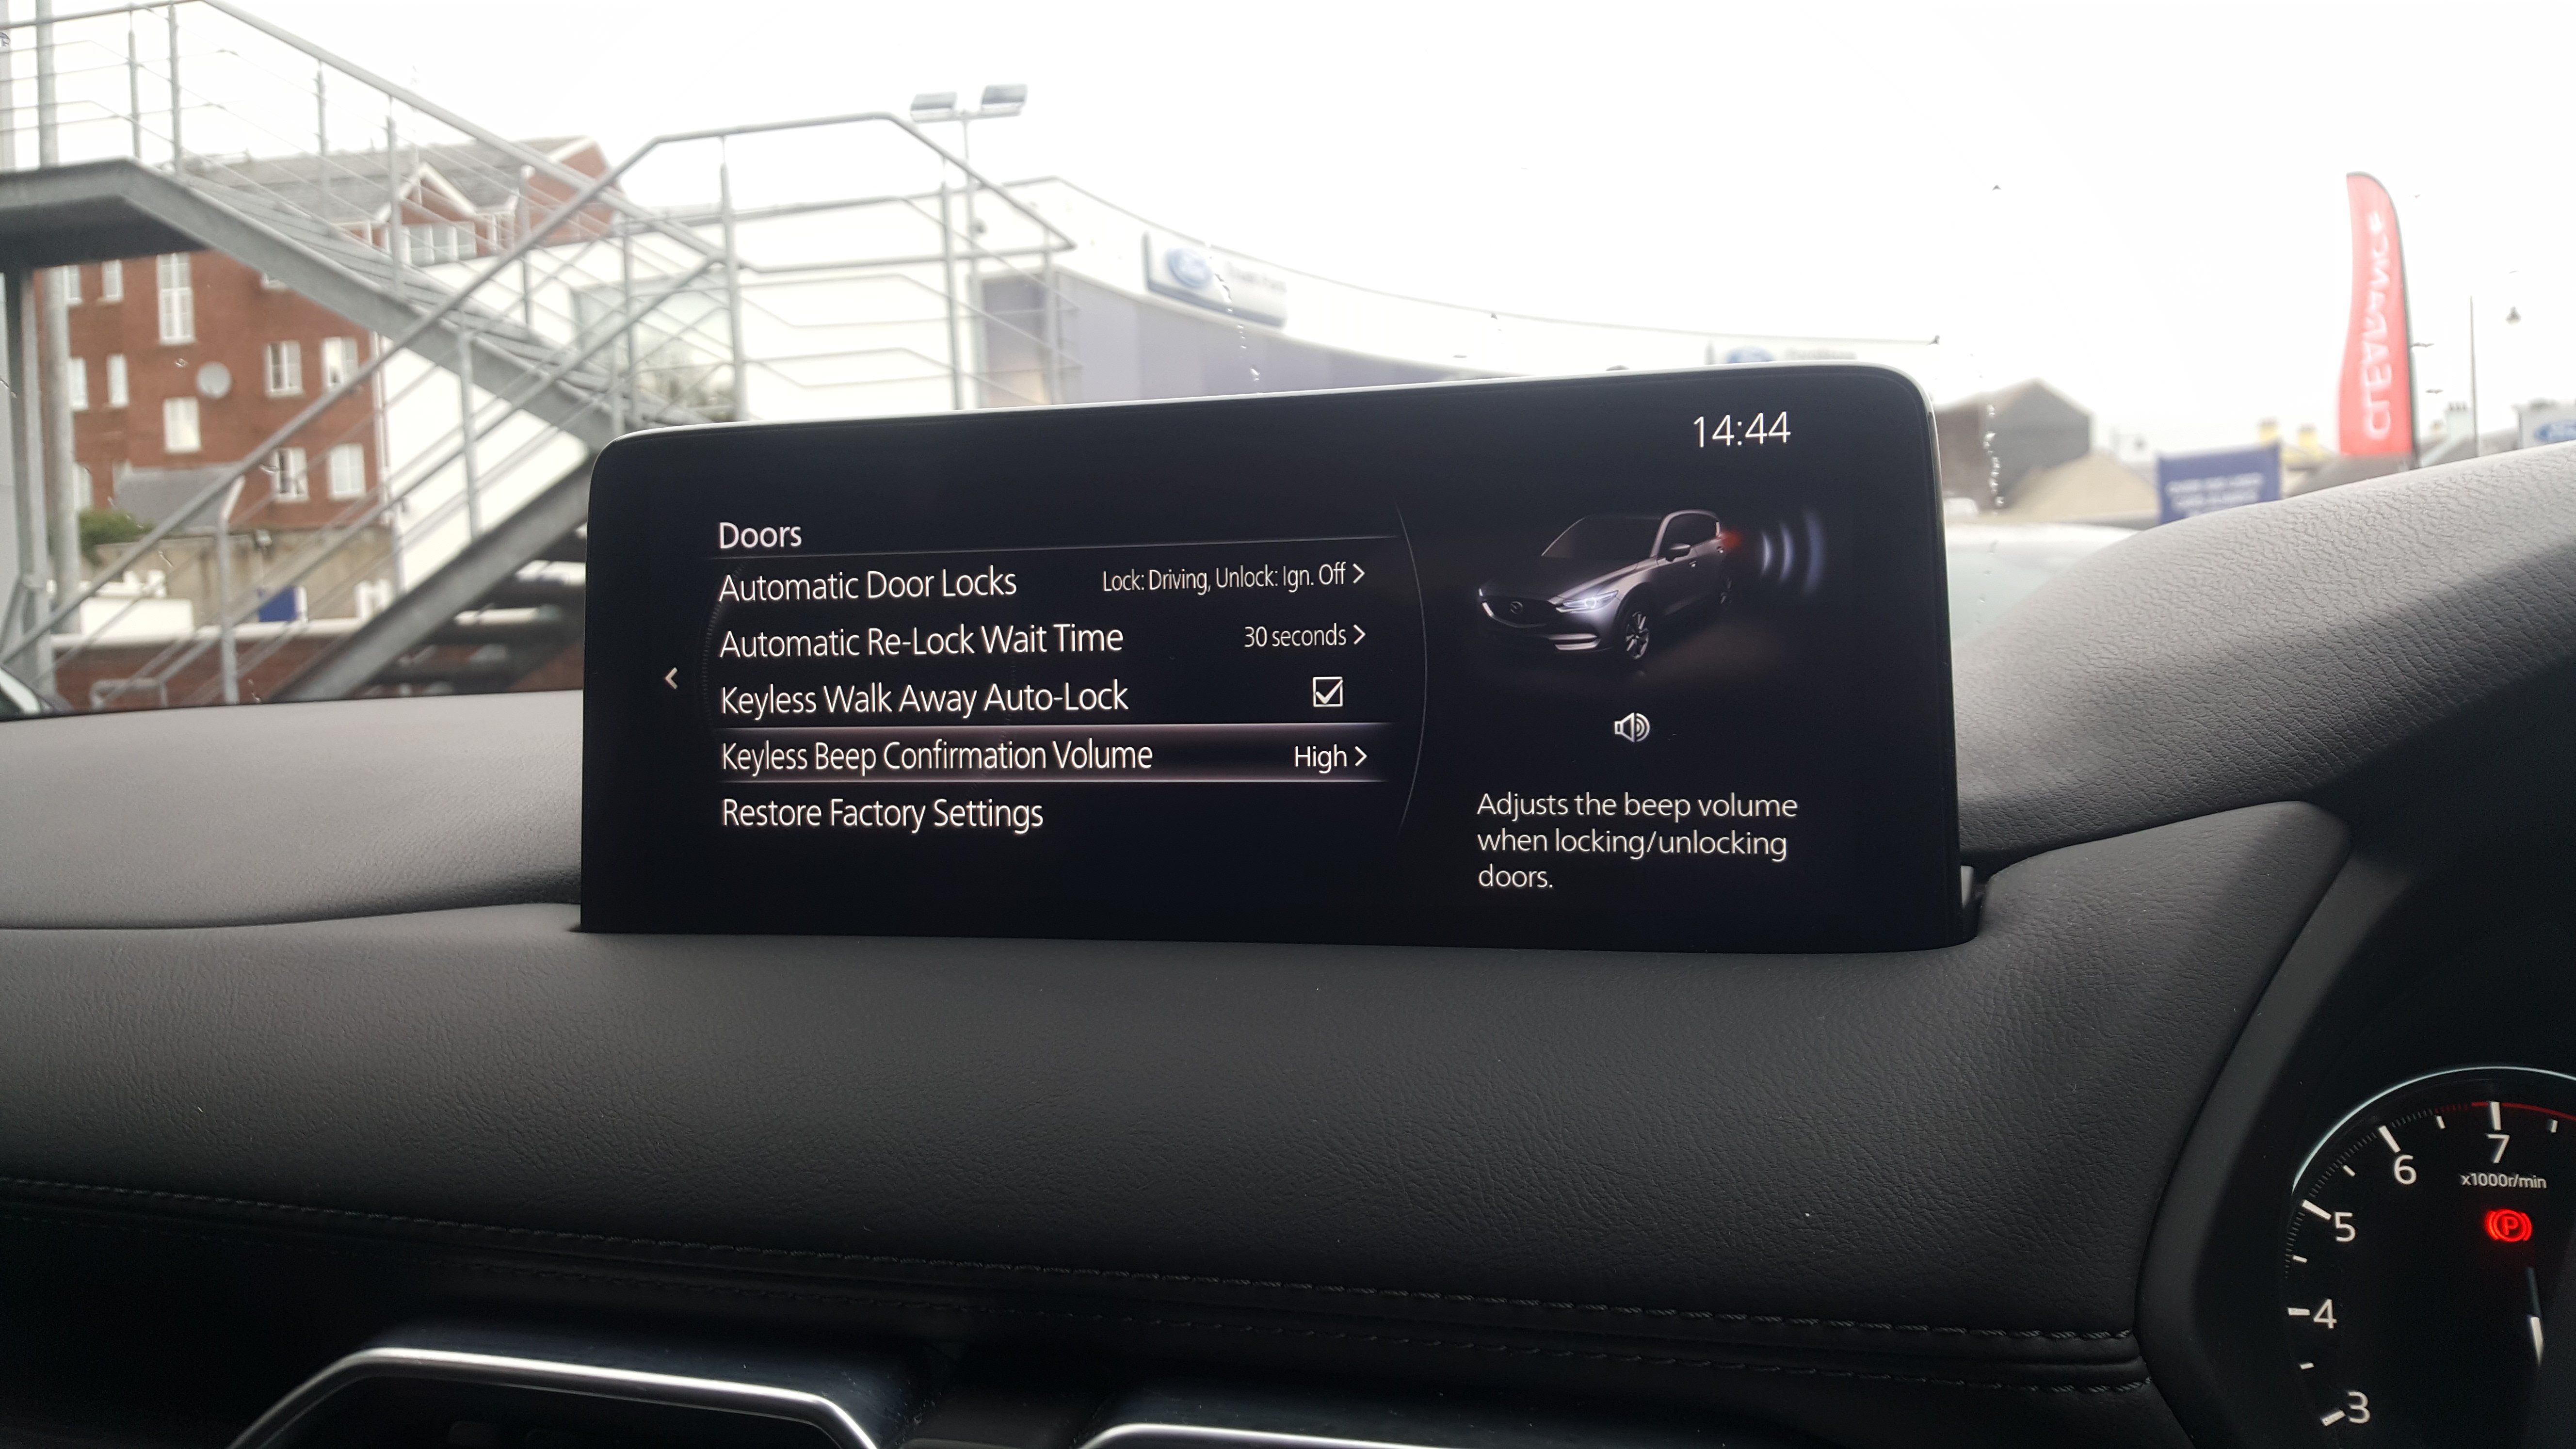 14:44
Doors
Automatic Door Locks Lock: Driving, Unlock: Ign. Off
Automatic Re-Lock Wait Time 30 seconds
Keyless Walk Away Auto-Lock
Keyless Beep Confirmation Volume High
Restore Factory Settings
Adjusts the beep volume
when locking/unlocking
doors.
CLEARANCE
7
6
x1000r/min
P
5
4
3